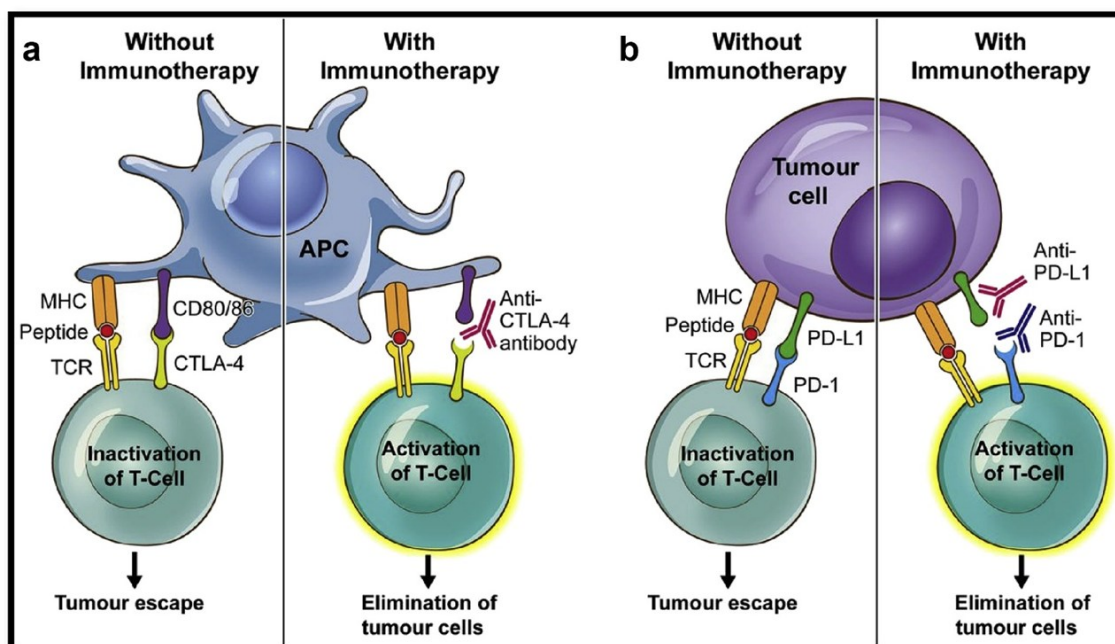 a
Without
Immunotherapy
With
Immunotherapy
APC
MHC
CD80/86
Peptide
TCR
CTLA-4
Anti-
CTLA-4
antibody
Inactivation
of T-Cell
Activation
of T-Cell
Tumour escape
Elimination of
tumour cells
b
Without
Immunotherapy
With
Immunotherapy
Tumour
cell
MHC
Peptide
TCR
PD-L1
PD-1
Anti-
PD-L1
Anti-
PD-1
Inactivation
of T-Cell
Activation
of T-Cell
Tumour escape
Elimination of
tumour cells